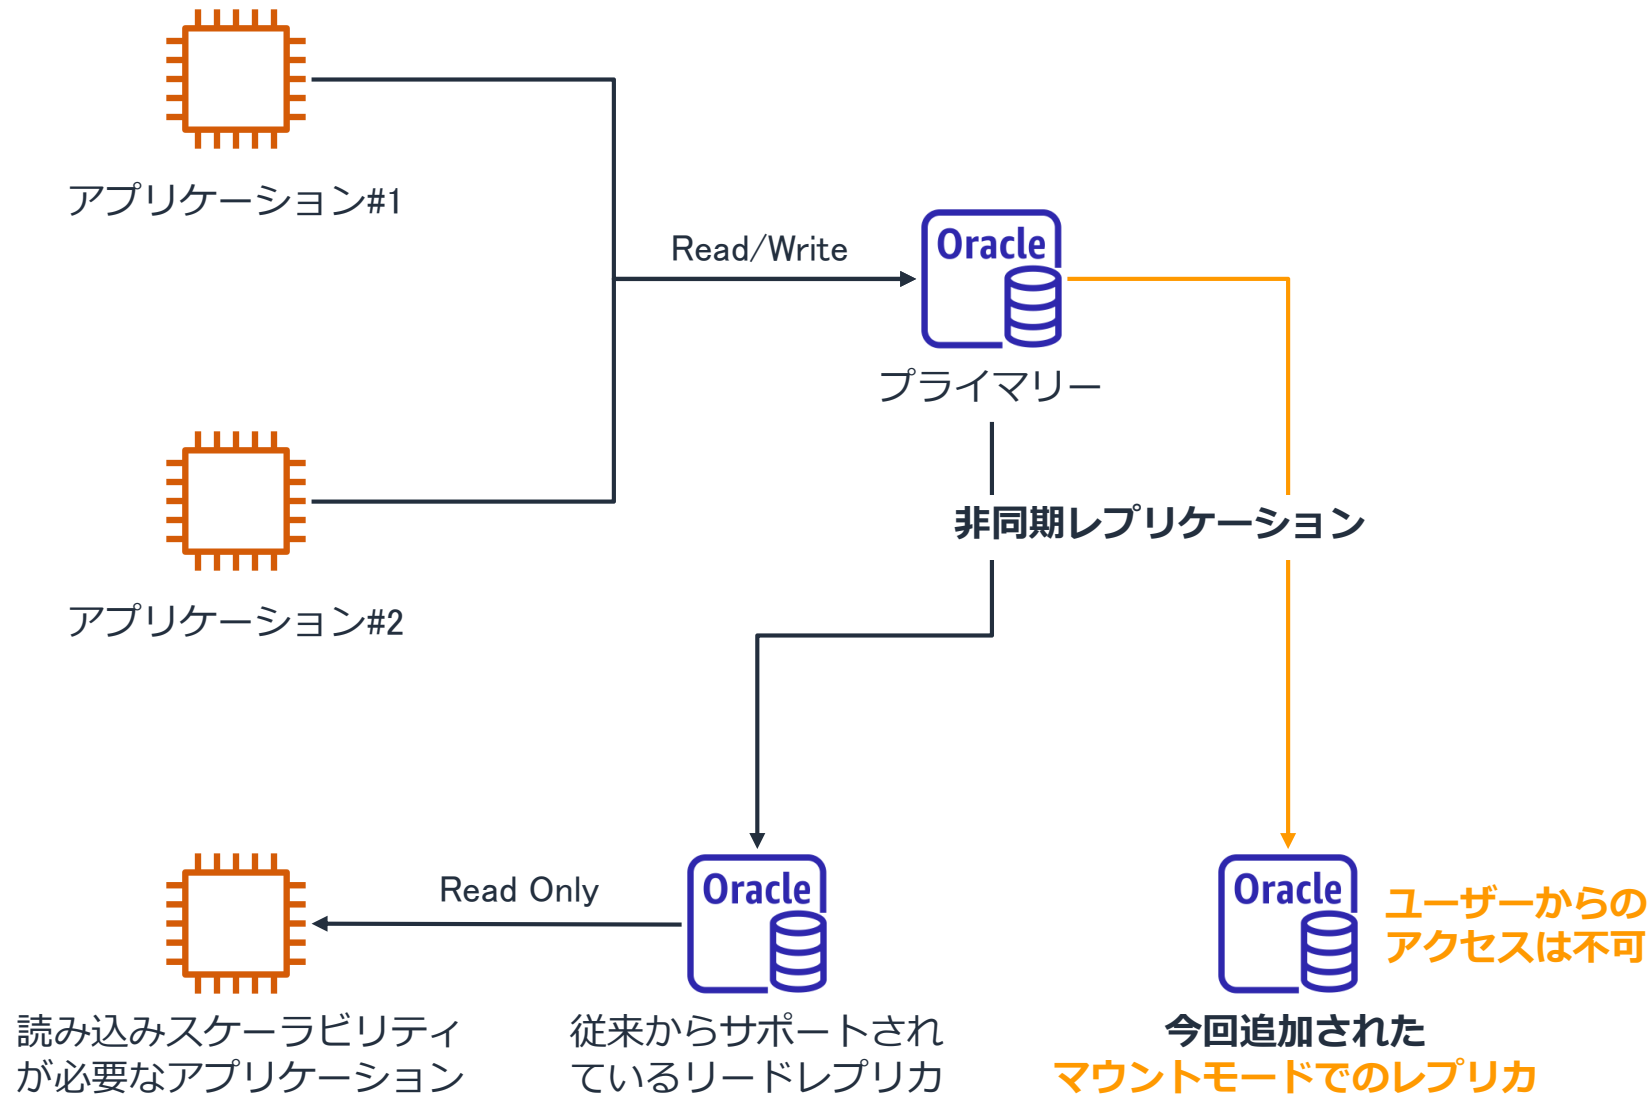 アプリケーション#1
Read/Write
Oracle
プライマリー
非同期レプリケーション
アプリケーション#2
Read Only
Oracle
Oracle
ユーザーからの
アクセスは不可
読み込みスケーラビリティ
が必要なアプリケーション
従来からサポートされ
ているリードレプリカ
今回追加された
マウントモードでのレプリカ